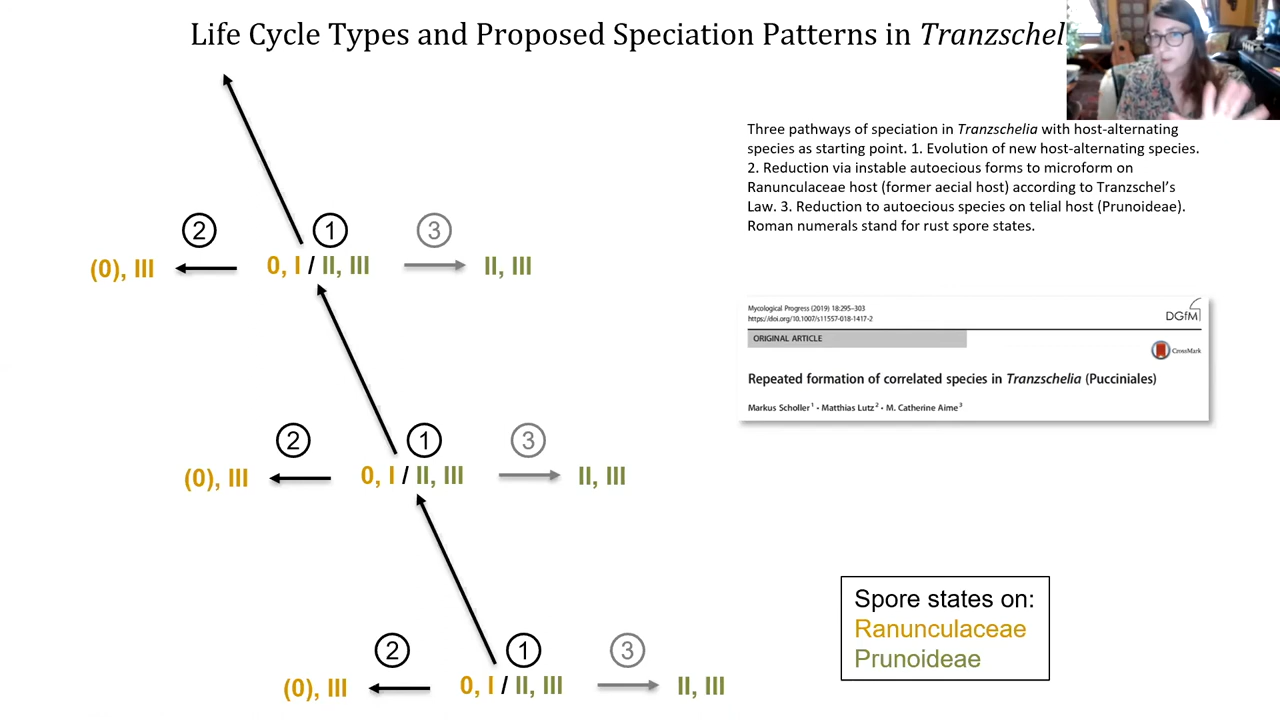 Life Cycle Types and Proposed Speciation Patterns in Tranzschel
Three pathways of speciation in Tranzschelia with host-alternating
species as starting point. 1. Evolution of new host-alternating species.
2. Reduction via instable autoecious forms to microform on
Ranunculaceae host (former aecial host) according to Tranzschel's
Law. 3. Reduction to autoecious species on telial host (Prunoideae).
Roman numerals stand for rust spore states.
2 1 3
(0), III 0, I / II, III II, III
Mycological Progress (2019) 18:295–303
https://doi.org/10.1007/s11557-018-1417-2
DGfM
ORIGINAL ARTICLE
CrossMark
Repeated formation of correlated species in Tranzschelia (Pucciniales)
Markus Scholler 1 • Matthias Lutz 2 • M. Catherine Aime 3
2 1 3
(0), III 0, I / II, III II, III
Spore states on:
Ranunculaceae
Prunoideae
2 1 3
(0), III 0, I / II, III II, III